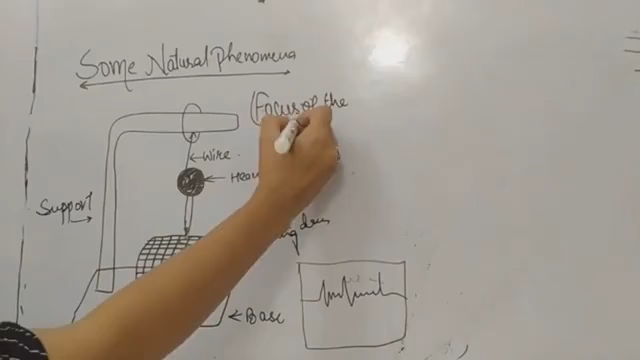 Some Natural Phenomena
(Focus of the
Wire
Support
Base